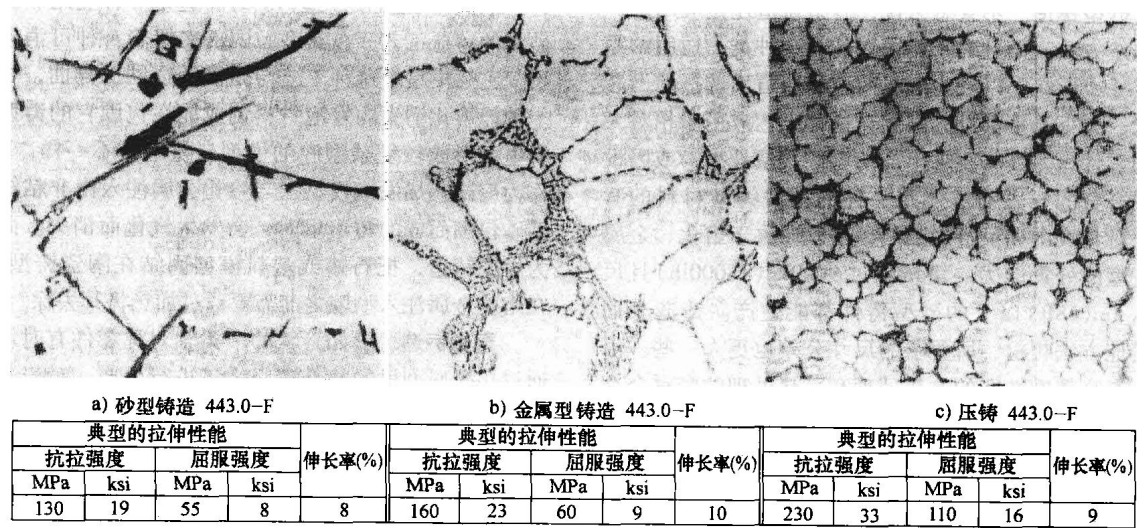 a) 砂型铸造 443.0-F
b) 金属型铸造 443.0-F
c) 压铸 443.0-F
典型的拉伸性能
伸长率(%)
抗拉强度 屈服强度
MPa ksi MPa ksi
130 19 55 8 8
典型的拉伸性能
伸长率(%)
抗拉强度 屈服强度
MPa ksi MPa ksi
160 23 60 9 10
典型的拉伸性能
伸长率(%)
抗拉强度 屈服强度
MPa ksi MPa ksi
230 33 110 16 9